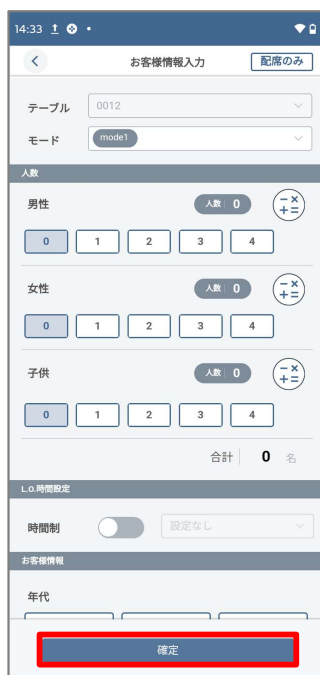 14:33
お客様情報入力 配席のみ
テーブル 0012
モード mode1
人数
男性 人数 0
0 1 2 3 4
女性 人数 0
0 1 2 3 4
子供 人数 0
0 1 2 3 4
合計 0 名
L.O.時間設定
時間制 設定なし
お客様情報
年代
確定